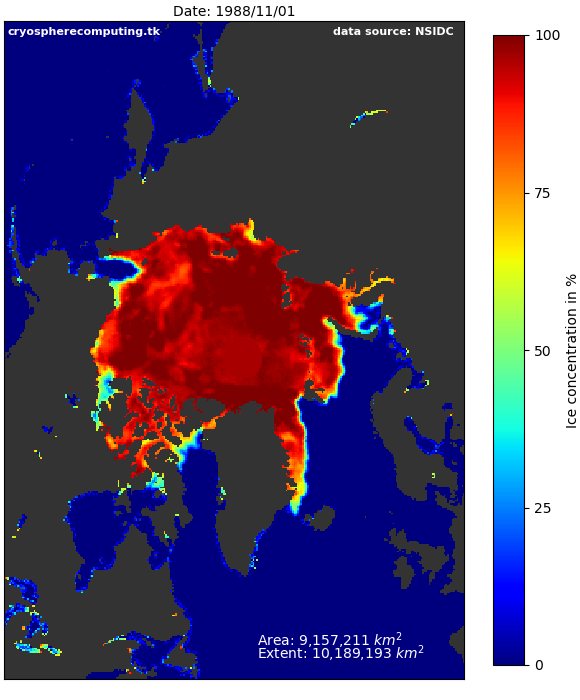 Date: 1988/11/01
cryospherecomputing.tk data source: NSIDC
100
75
50
25
0
Ice concentration in %
Area: 9,157,211 km²
Extent: 10,189,193 km²